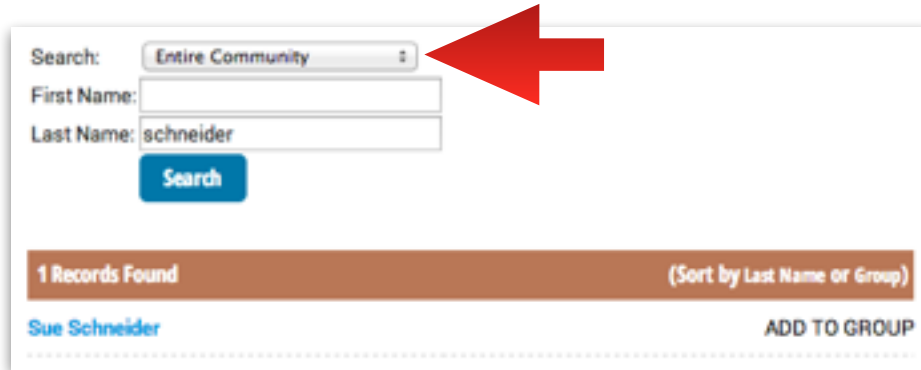 Search: Entire Community
First Name:
Last Name: schneider
Search
1 Records Found (Sort by Last Name or Group)
Sue Schneider ADD TO GROUP